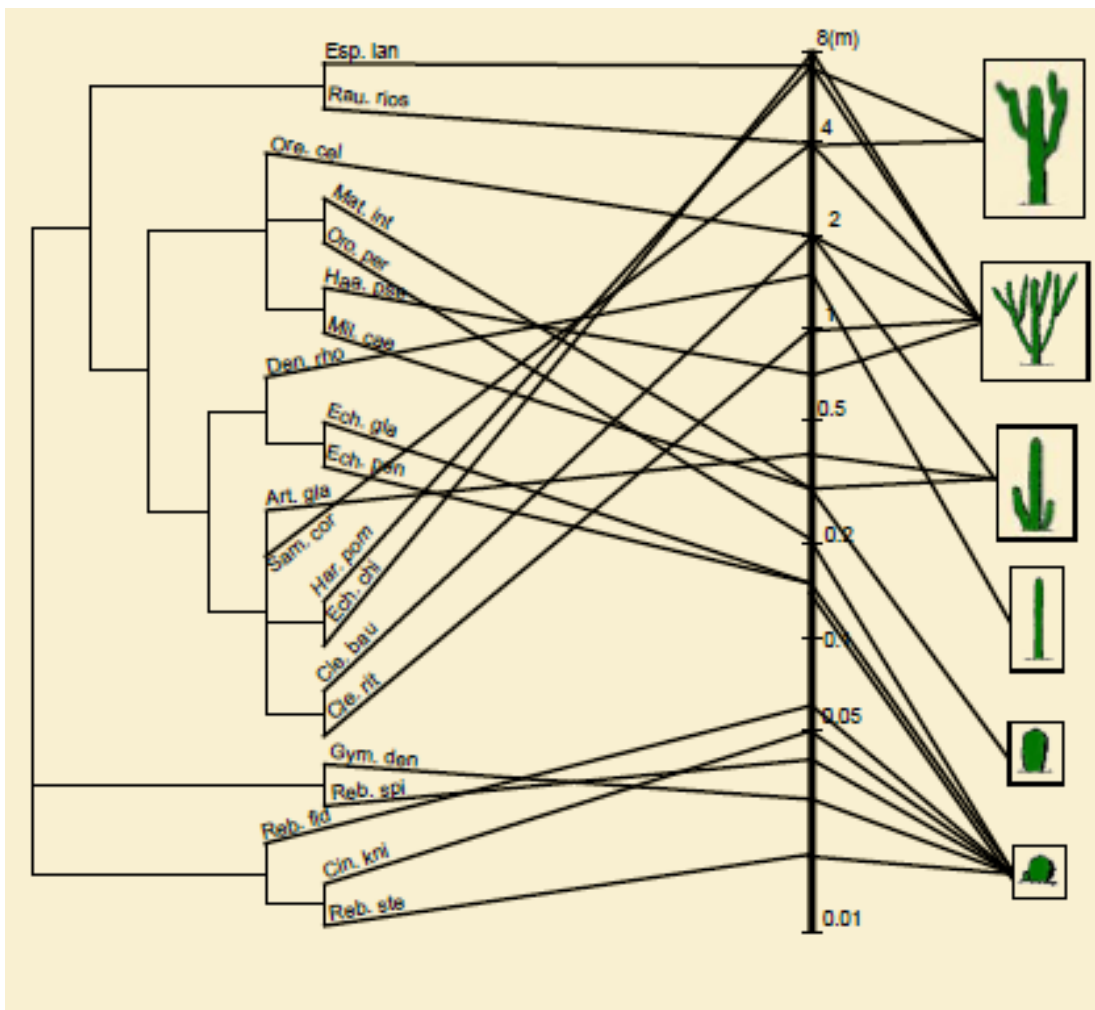 Esp. lan
Rau. rios
Ore. cel
Mat. int
Oro. per
Haa. pse
Mil. cae
Den. rho
Ech. gla
Ech. pen
Art. gla
Sam. cor
Har. pom
Ech. chi
Cle. bau
Cle. rit
Gym. den
Reb. spi
Reb. fid
Cin. kni
Reb. ste
8(m)
4
2
1
0.5
0.2
0.1
0.05
0.01